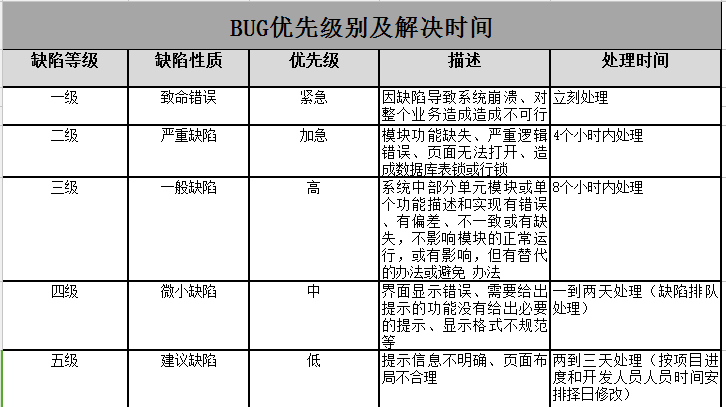 BUG优先级别及解决时间
缺陷等级 缺陷性质 优先级 描述 处理时间
一级 致命错误 紧急 因缺陷导致系统崩溃、对 立刻处理
整个业务造成造成不可行
二级 严重缺陷 加急 模块功能缺失、严重逻辑 4个小时内处理
错误、页面无法打开、造
成数据库表锁或行锁
三级 一般缺陷 高 系统中部分单元模块或单 8个小时内处理
个功能描述和实现有错误
、有偏差、不一致或有缺
失，不影响模块的正常运
行，或有影响，但有替代
的办法或避免 办法
四级 微小缺陷 中 界面显示错误、需要给出 一到两天处理（缺陷排队
提示的功能没有给出必要 处理）
的提示、显示格式不规范
等
五级 建议缺陷 低 提示信息不明确、页面布 两到三天处理（按项目进
局不合理 度和开发人员人员时间安
排择日修改）